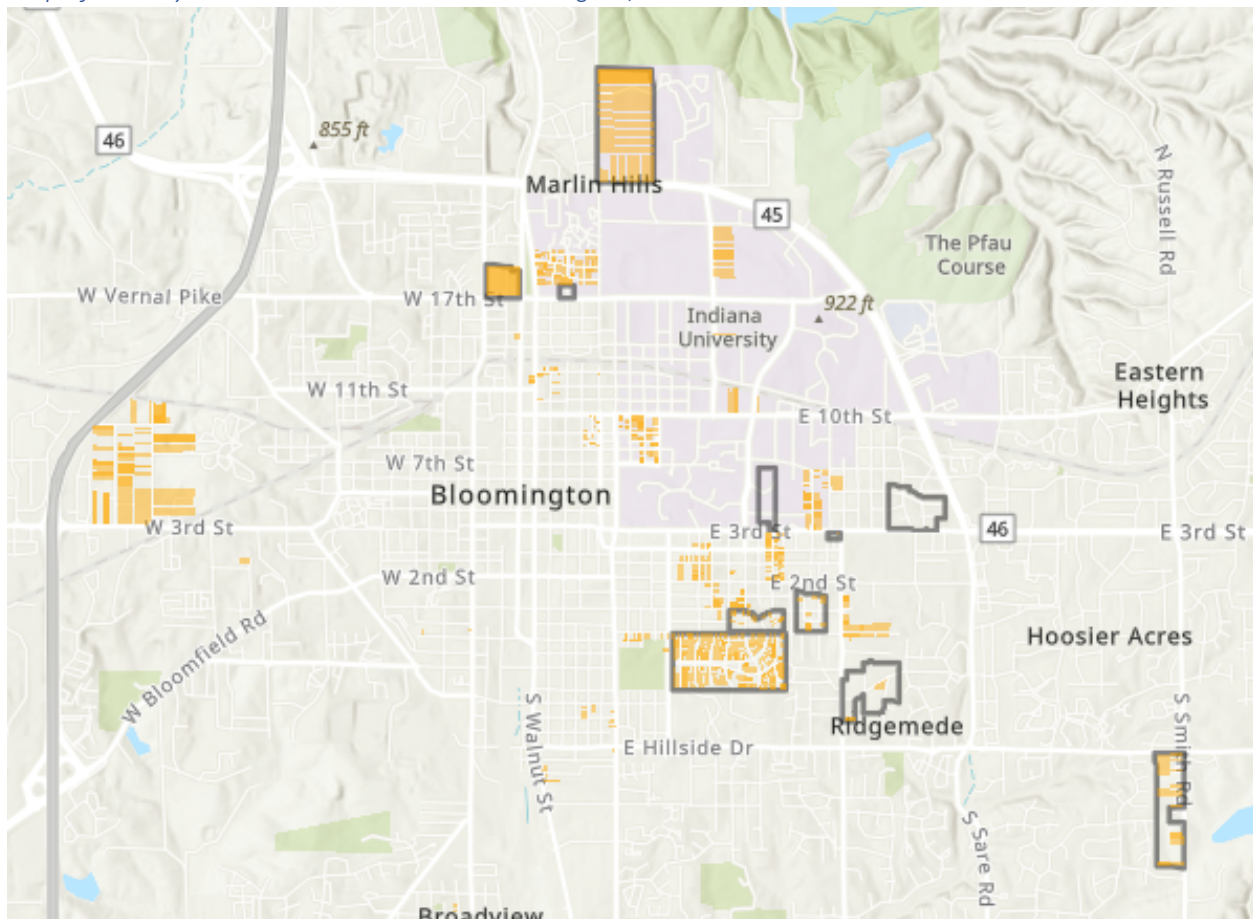 46
855 ft
Marlin Hills
45
N Russell Rd
The Pfau
Course
W Vernal Pike
W 17th St
922 ft
Indiana
University
W 11th St
Eastern
Heights
E 10th St
W 7th St
Bloomington
W 3rd St
E 3rd St
46
E 3rd St
W 2nd St
E 2nd St
Hoosier Acres
W Bloomfield Rd
S Walnut St
Ridgemede
E Hillside Dr
S Smith Rd
S Sare Rd
Broadview